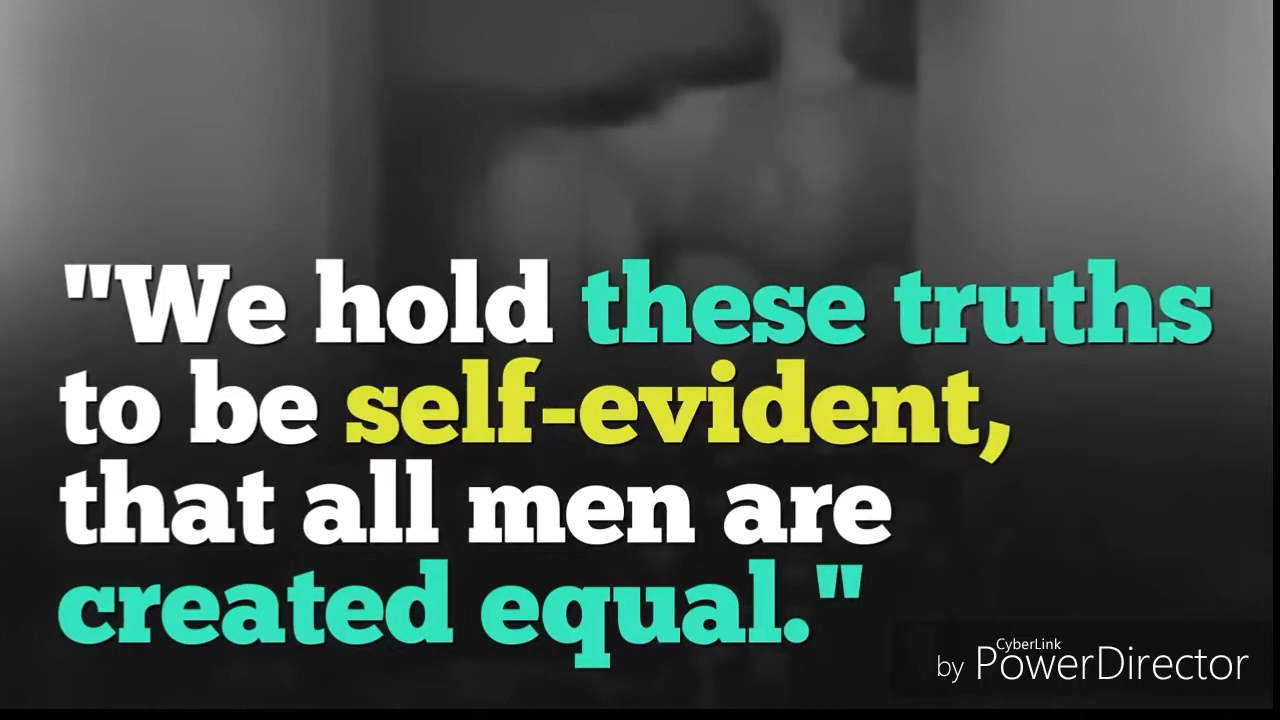 "We hold these truths
to be self-evident,
that all men are
created equal."
CyberLink
by PowerDirector